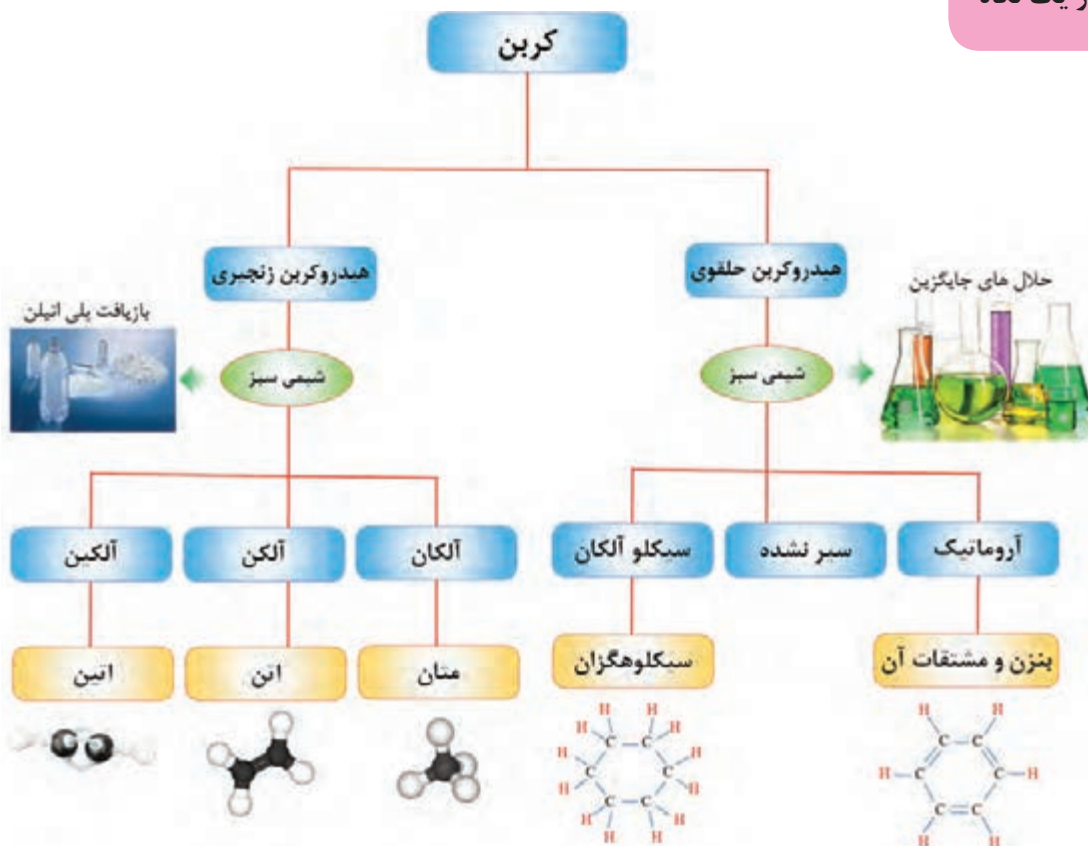 کربن
هیدروکربن حلقوی
هیدروکربن زنجیری
حلال های جایگزین
بازیافت پلی اتیلن
شیمی سبز
شیمی سبز
آروماتیک
سیر نشده
سیکلو آلکان
آلکان
آلکن
آلکین
بنزن و مشتقات آن
سیکلوهگزان
متان
اتن
اتین
H H
H C C H
C C
H C C H
H H
H H H H
H C C H
H C C H
H C C H
H H H H